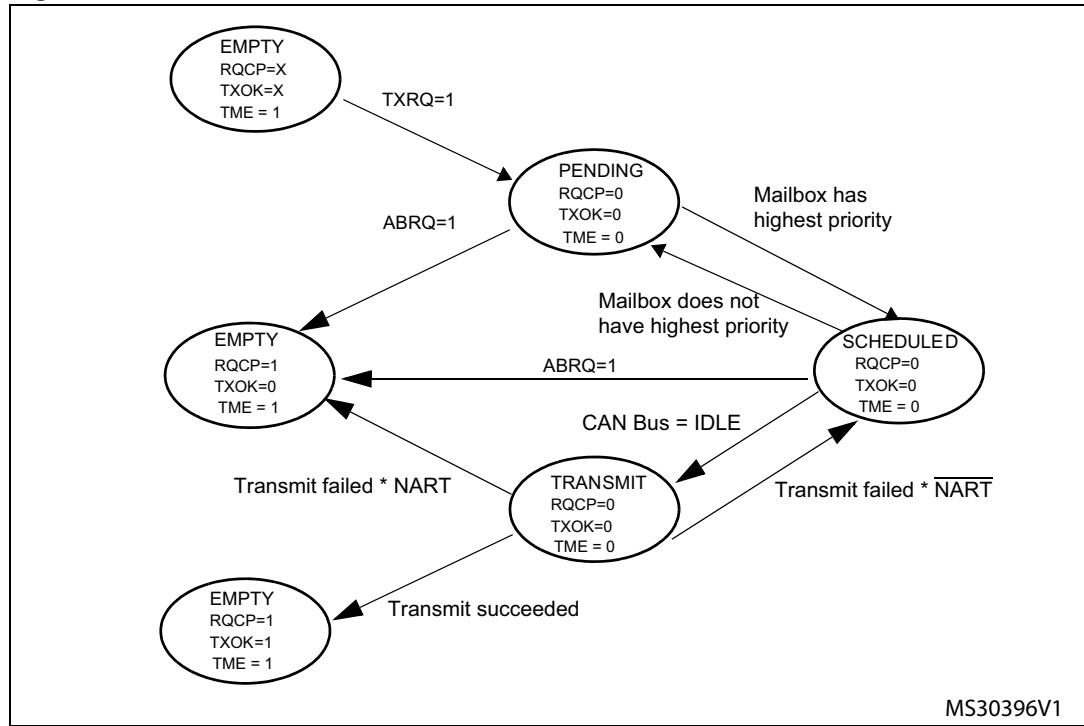 EMPTY
RQCP=X
TXOK=X
TME = 1
TXRQ=1
PENDING
RQCP=0
TXOK=0
TME = 0
Mailbox has
highest priority
ABRQ=1
Mailbox does not
have highest priority
EMPTY
RQCP=1
TXOK=0
TME = 1
ABRQ=1
SCHEDULED
RQCP=0
TXOK=0
TME = 0
CAN Bus = IDLE
Transmit failed * NART
TRANSMIT
RQCP=0
TXOK=0
TME = 0
Transmit failed * N̅A̅R̅T̅
EMPTY
RQCP=1
TXOK=1
TME = 1
Transmit succeeded
MS30396V1